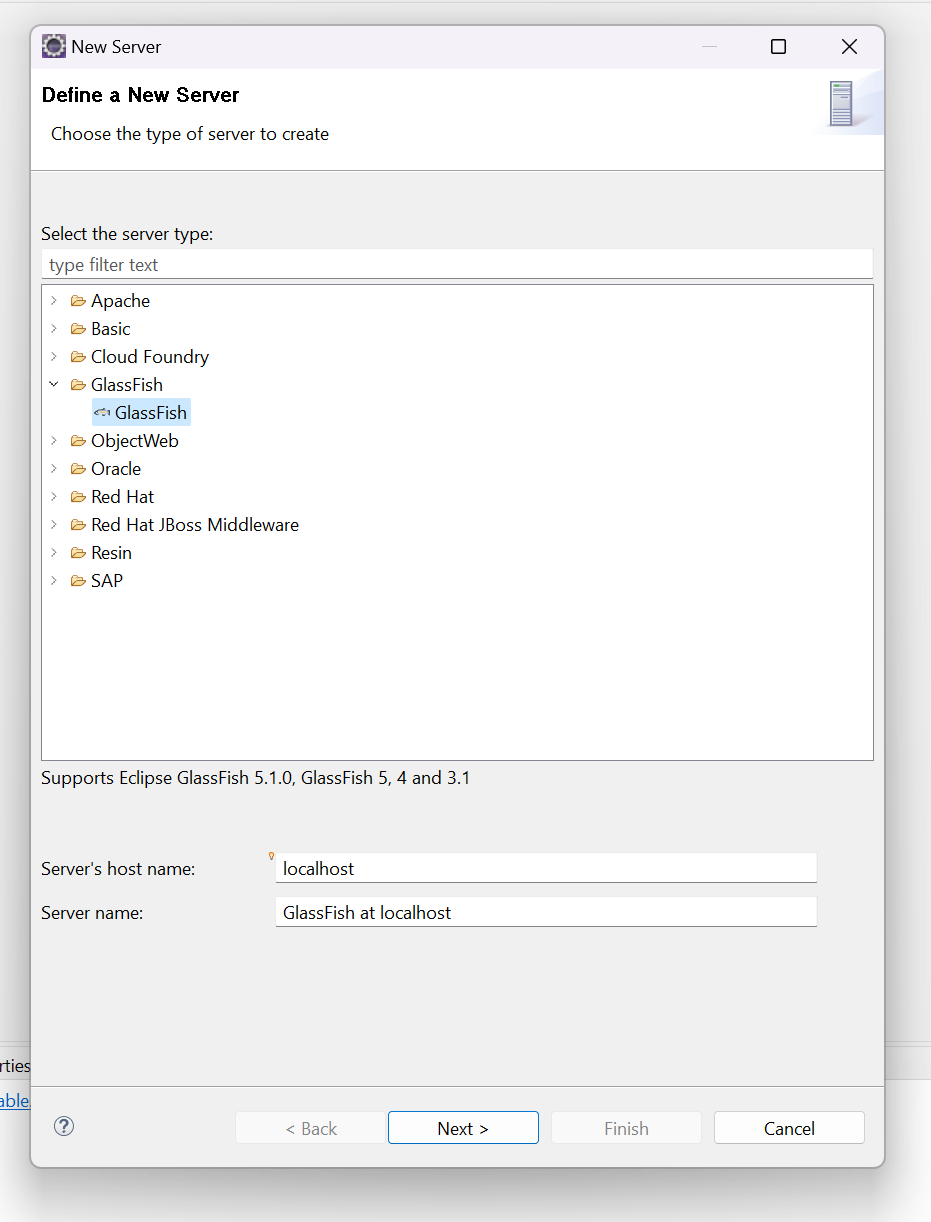 New Server
Define a New Server
Choose the type of server to create
Select the server type:
type filter text
Apache
Basic
Cloud Foundry
GlassFish
GlassFish
ObjectWeb
Oracle
Red Hat
Red Hat JBoss Middleware
Resin
SAP
Supports Eclipse GlassFish 5.1.0, GlassFish 5, 4 and 3.1
Server's host name: localhost
Server name: GlassFish at localhost
rties
able.
? < Back Next > Finish Cancel